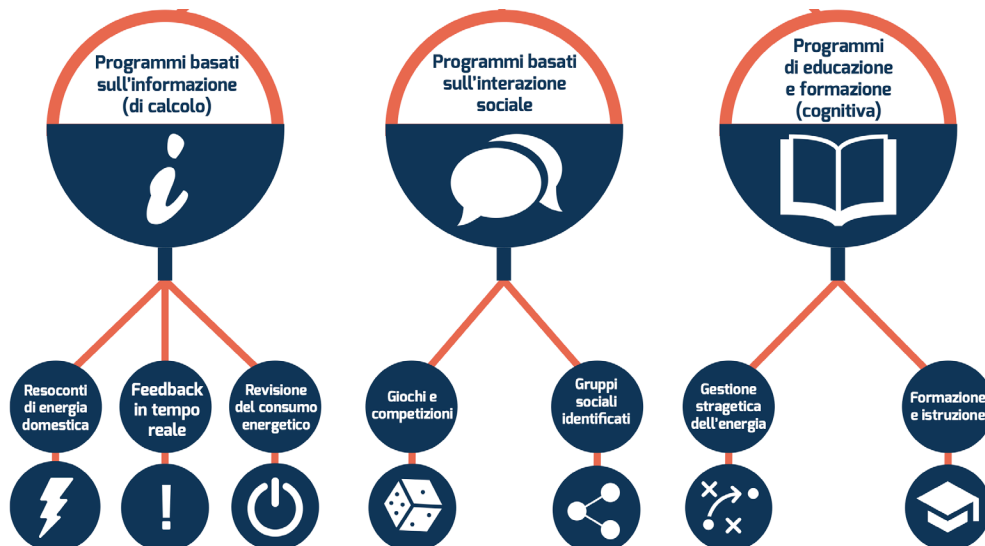 Programmi basati
sull'informazione
(di calcolo)
Programmi basati
sull'interazione
sociale
Programmi
di educazione
e formazione
(cognitiva)
Resoconti
di energia
domestica
Feedback
in tempo
reale
Revisione
del consumo
energetico
Giochi e
competizioni
Gruppi
sociali
identificati
Gestione
stragetica
dell'energia
Formazione
e istruzione